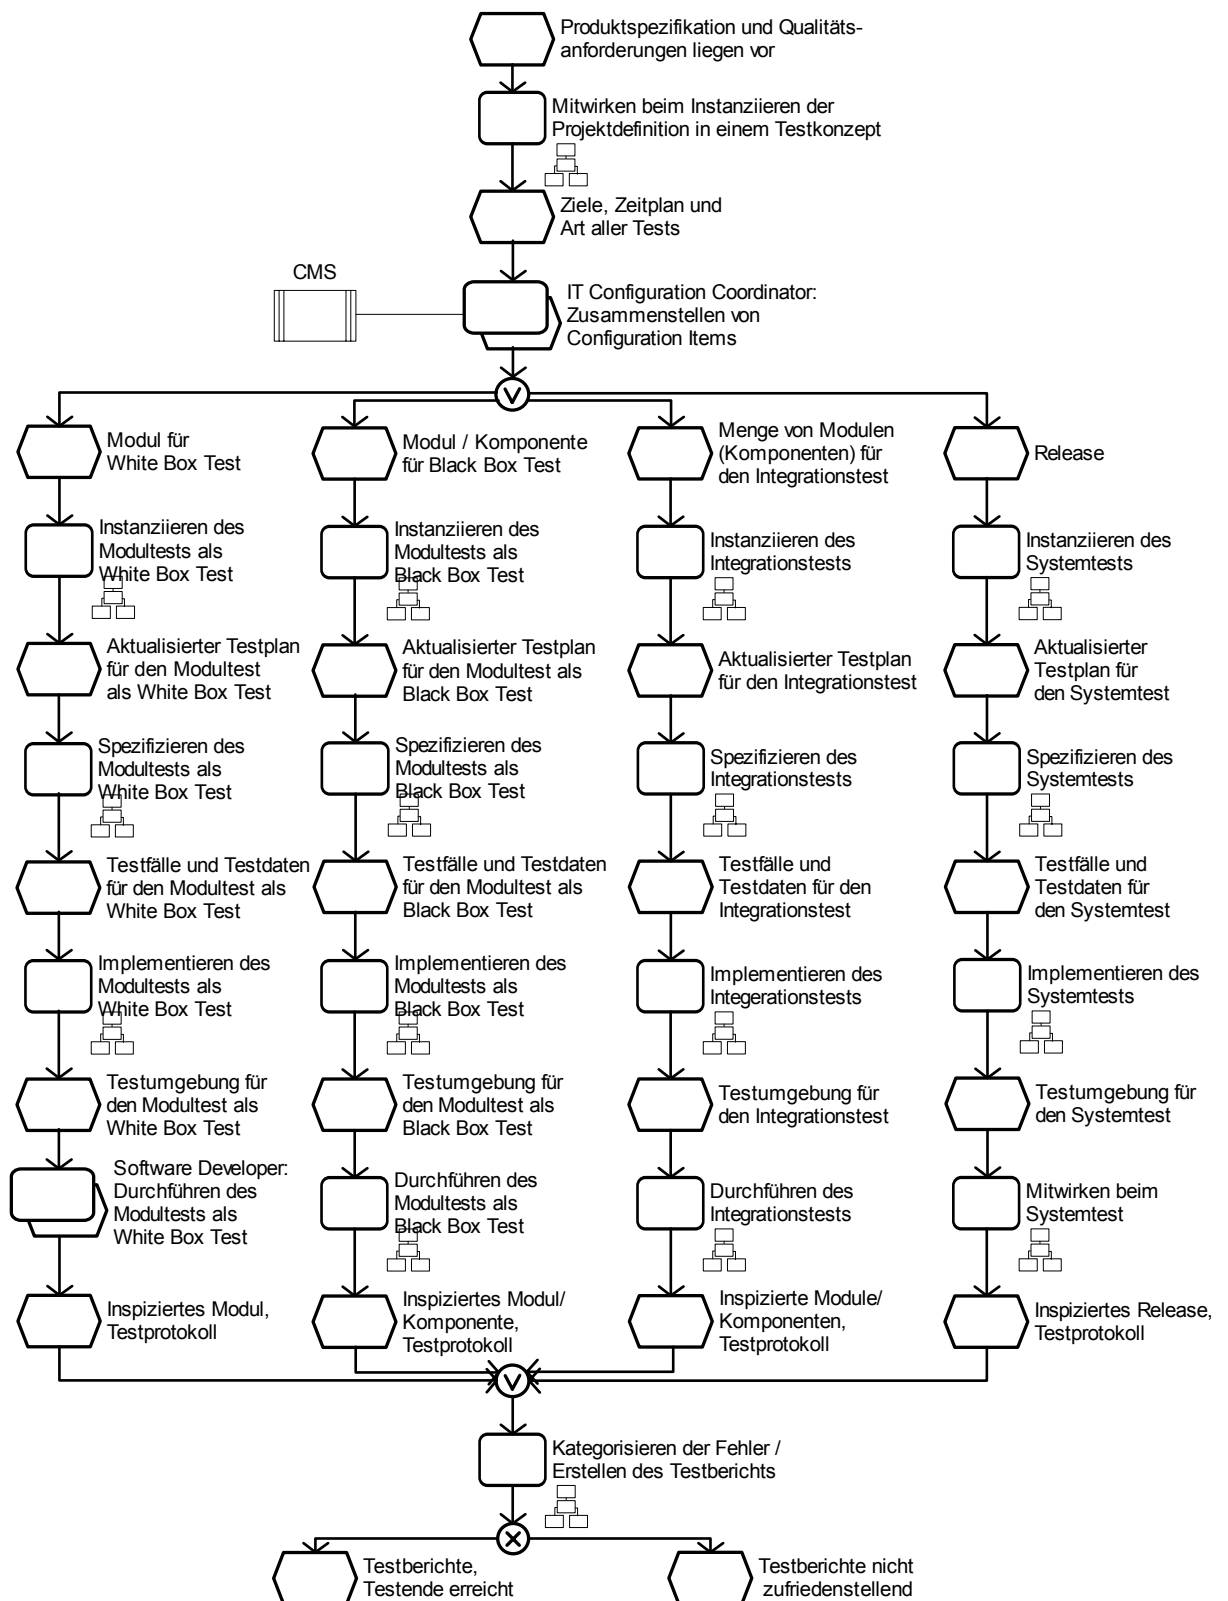 Produktspezifikation und Qualitäts-
anforderungen liegen vor
Mitwirken beim Instanziieren der
Projektdefinition in einem Testkonzept
Ziele, Zeitplan und
Art aller Tests
CMS
IT Configuration Coordinator:
Zusammenstellen von
Configuration Items
Modul für
White Box Test
Modul / Komponente
für Black Box Test
Menge von Modulen
(Komponenten) für
den Integrationstest
Release
Instanziieren des
Modultests als
White Box Test
Instanziieren des
Modultests als
Black Box Test
Instanziieren des
Integrationstests
Instanziieren des
Systemtests
Aktualisierter Testplan
für den Modultest
als White Box Test
Aktualisierter Testplan
für den Modultest als
Black Box Test
Aktualisierter Testplan
für den Integrationstest
Aktualisierter
Testplan für
den Systemtest
Spezifizieren des
Modultests als
White Box Test
Spezifizieren des
Modultests als
Black Box Test
Spezifizieren des
Integrationstests
Spezifizieren des
Systemtests
Testfälle und Testdaten
für den Modultest als
White Box Test
Testfälle und Testdaten
für den Modultest als
Black Box Test
Testfälle und
Testdaten für den
Integrationstest
Testfälle und
Testdaten für
den Systemtest
Implementieren des
Modultests als
White Box Test
Implementieren des
Modultests als
Black Box Test
Implementieren des
Integerationstests
Implementieren des
Systemtests
Testumgebung für
den Modultest als
White Box Test
Testumgebung für
den Modultest als
Black Box Test
Testumgebung für
den Integrationstest
Testumgebung für
den Systemtest
Software Developer:
Durchführen des
Modultests als
White Box Test
Durchführen des
Modultests als
Black Box Test
Durchführen des
Integrationstests
Mitwirken beim
Systemtest
Inspiziertes Modul,
Testprotokoll
Inspiziertes Modul/
Komponente,
Testprotokoll
Inspizierte Module/
Komponenten,
Testprotokoll
Inspiziertes Release,
Testprotokoll
Kategorisieren der Fehler /
Erstellen des Testberichts
Testberichte,
Testende erreicht
Testberichte nicht
zufriedenstellend